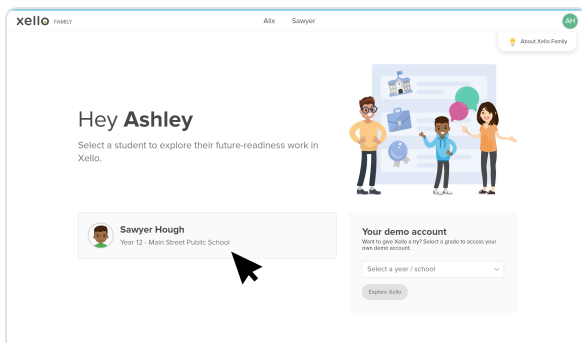 xello FAMILY
Alix Sawyer
AH
About Xello Family
Hey Ashley
Select a student to explore their future-readiness work in
Xello.
Sawyer Hough
Year 12 - Main Street Public School
Your demo account
Want to give Xello a try? Select a grade to access your
own demo account.
Select a year / school
Explore Xello